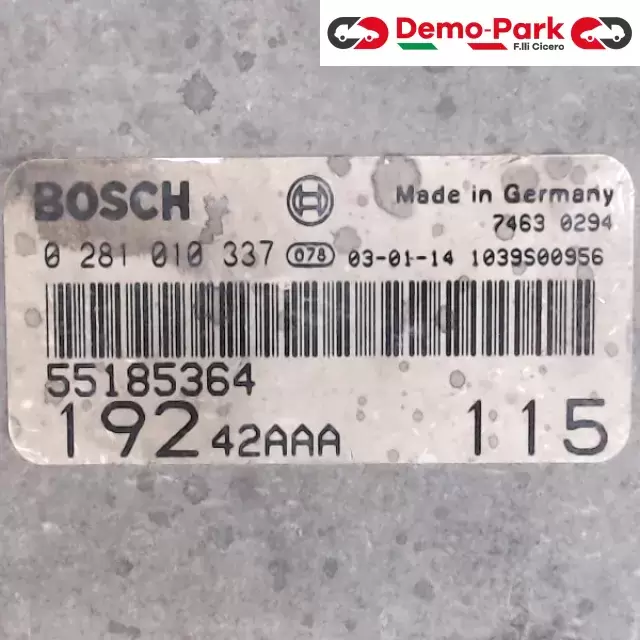 Demo-Park
F.lli Cicero
BOSCH Made in Germany
7463 0294
0 281 010 337 078 03-01-14 1039S00956
55185364
192 42AAA 115